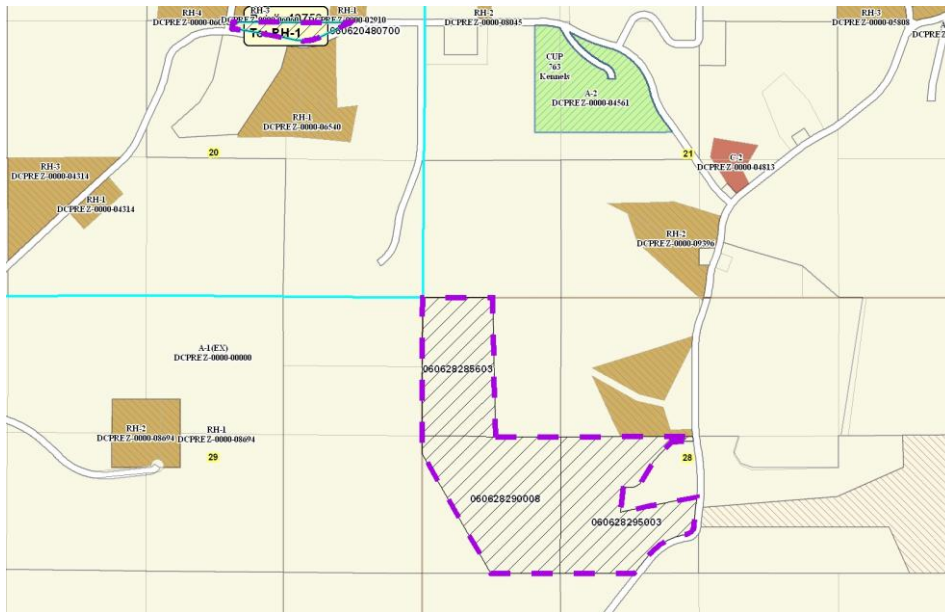 RH-4
RH-3
RH-1
DCPREZ-0000-02910
To: RH-1
060620480700
RH-2
DCPREZ-0000-08045
RH-3
DCPREZ-0000-05808
CUP
763
Kennels
A-2
DCPREZ-0000-04561
RH-1
DCPREZ-0000-06540
20
21
C-2
DCPREZ-0000-04813
RH-3
DCPREZ-0000-04314
RH-1
DCPREZ-0000-04314
RH-2
DCPREZ-0000-09396
A-1(EX)
DCPREZ-0000-00000
060628285603
RH-2
DCPREZ-0000-08694
RH-1
DCPREZ-0000-08694
29
28
060628290008
060628295003